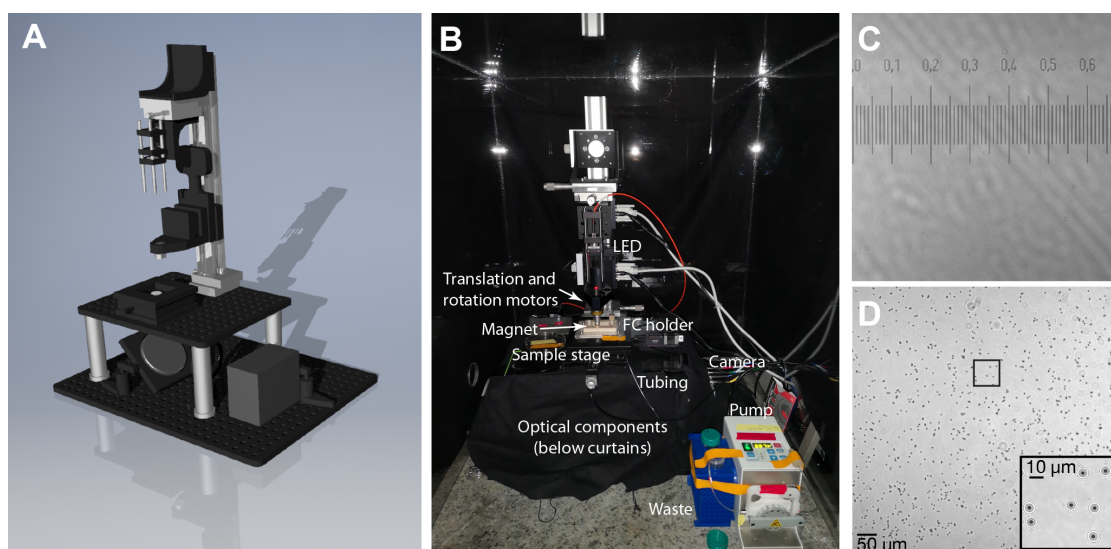 A
B
LED
Translation and
rotation motors
Magnet
FC holder
Sample stage
Camera
Tubing
Pump
Optical components
(below curtains)
Waste
C
,0 0,1 0,2 0,3 0,4 0,5 0,6
D
10 µm
50 µm